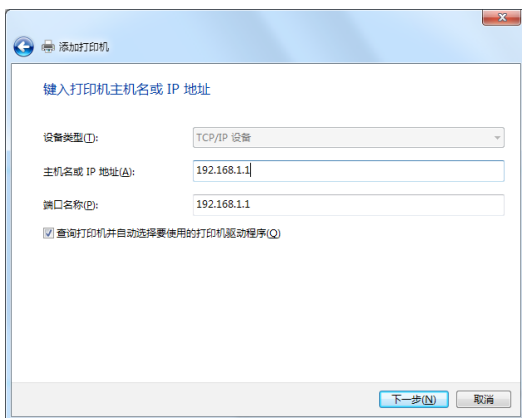 添加打印机
键入打印机主机名或 IP 地址
设备类型(T):
TCP/IP 设备
主机名或 IP 地址(A):
192.168.1.1
端口名称(P):
192.168.1.1
查询打印机并自动选择要使用的打印机驱动程序(Q)
下一步(N)
取消